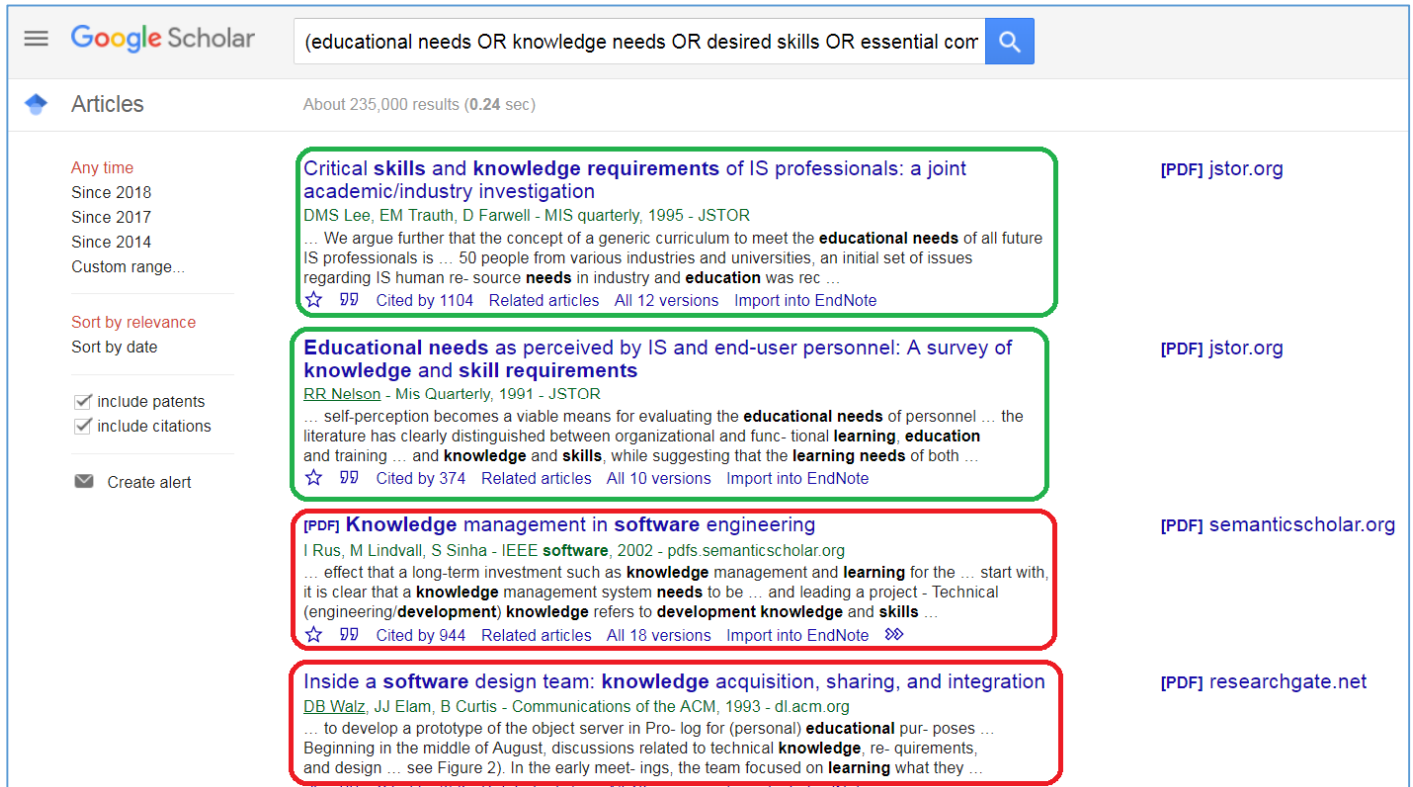 Google Scholar
(educational needs OR knowledge needs OR desired skills OR essential com
Articles
About 235,000 results (0.24 sec)
Any time
Since 2018
Since 2017
Since 2014
Custom range...
Sort by relevance
Sort by date
include patents
include citations
Create alert
Critical skills and knowledge requirements of IS professionals: a joint
academic/industry investigation
DMS Lee, EM Trauth, D Farwell - MIS quarterly, 1995 - JSTOR
... We argue further that the concept of a generic curriculum to meet the educational needs of all future
IS professionals is ... 50 people from various industries and universities, an initial set of issues
regarding IS human re- source needs in industry and education was rec ...
Cited by 1104 Related articles All 12 versions Import into EndNote
[PDF] jstor.org
Educational needs as perceived by IS and end-user personnel: A survey of
knowledge and skill requirements
RR Nelson - Mis Quarterly, 1991 - JSTOR
... self-perception becomes a viable means for evaluating the educational needs of personnel ... the
literature has clearly distinguished between organizational and func- tional learning, education
and training ... and knowledge and skills, while suggesting that the learning needs of both ...
Cited by 374 Related articles All 10 versions Import into EndNote
[PDF] jstor.org
[PDF] Knowledge management in software engineering
I Rus, M Lindvall, S Sinha - IEEE software, 2002 - pdfs.semanticscholar.org
... effect that a long-term investment such as knowledge management and learning for the ... start with,
it is clear that a knowledge management system needs to be ... and leading a project - Technical
(engineering/development) knowledge refers to development knowledge and skills ...
Cited by 944 Related articles All 18 versions Import into EndNote
[PDF] semanticscholar.org
Inside a software design team: knowledge acquisition, sharing, and integration
DB Walz, JJ Elam, B Curtis - Communications of the ACM, 1993 - dl.acm.org
... to develop a prototype of the object server in Pro- log for (personal) educational pur- poses ...
Beginning in the middle of August, discussions related to technical knowledge, re- quirements,
and design ... see Figure 2). In the early meet- ings, the team focused on learning what they ...
[PDF] researchgate.net